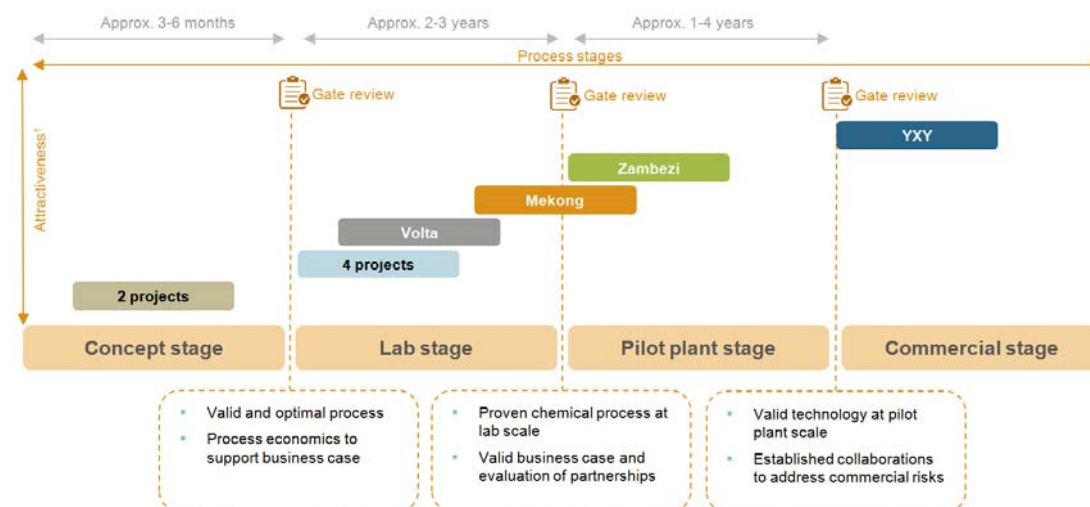 Approx. 3-6 months
Approx. 2-3 years
Approx. 1-4 years
Process stages
Gate review
Gate review
Gate review
Attractiveness¹
YXY
Zambezi
Mekong
Volta
4 projects
2 projects
Concept stage
Lab stage
Pilot plant stage
Commercial stage
▪ Valid and optimal process
▪ Process economics to
support business case
▪ Proven chemical process at
lab scale
▪ Valid business case and
evaluation of partnerships
▪ Valid technology at pilot
plant scale
▪ Established collaborations
to address commercial risks